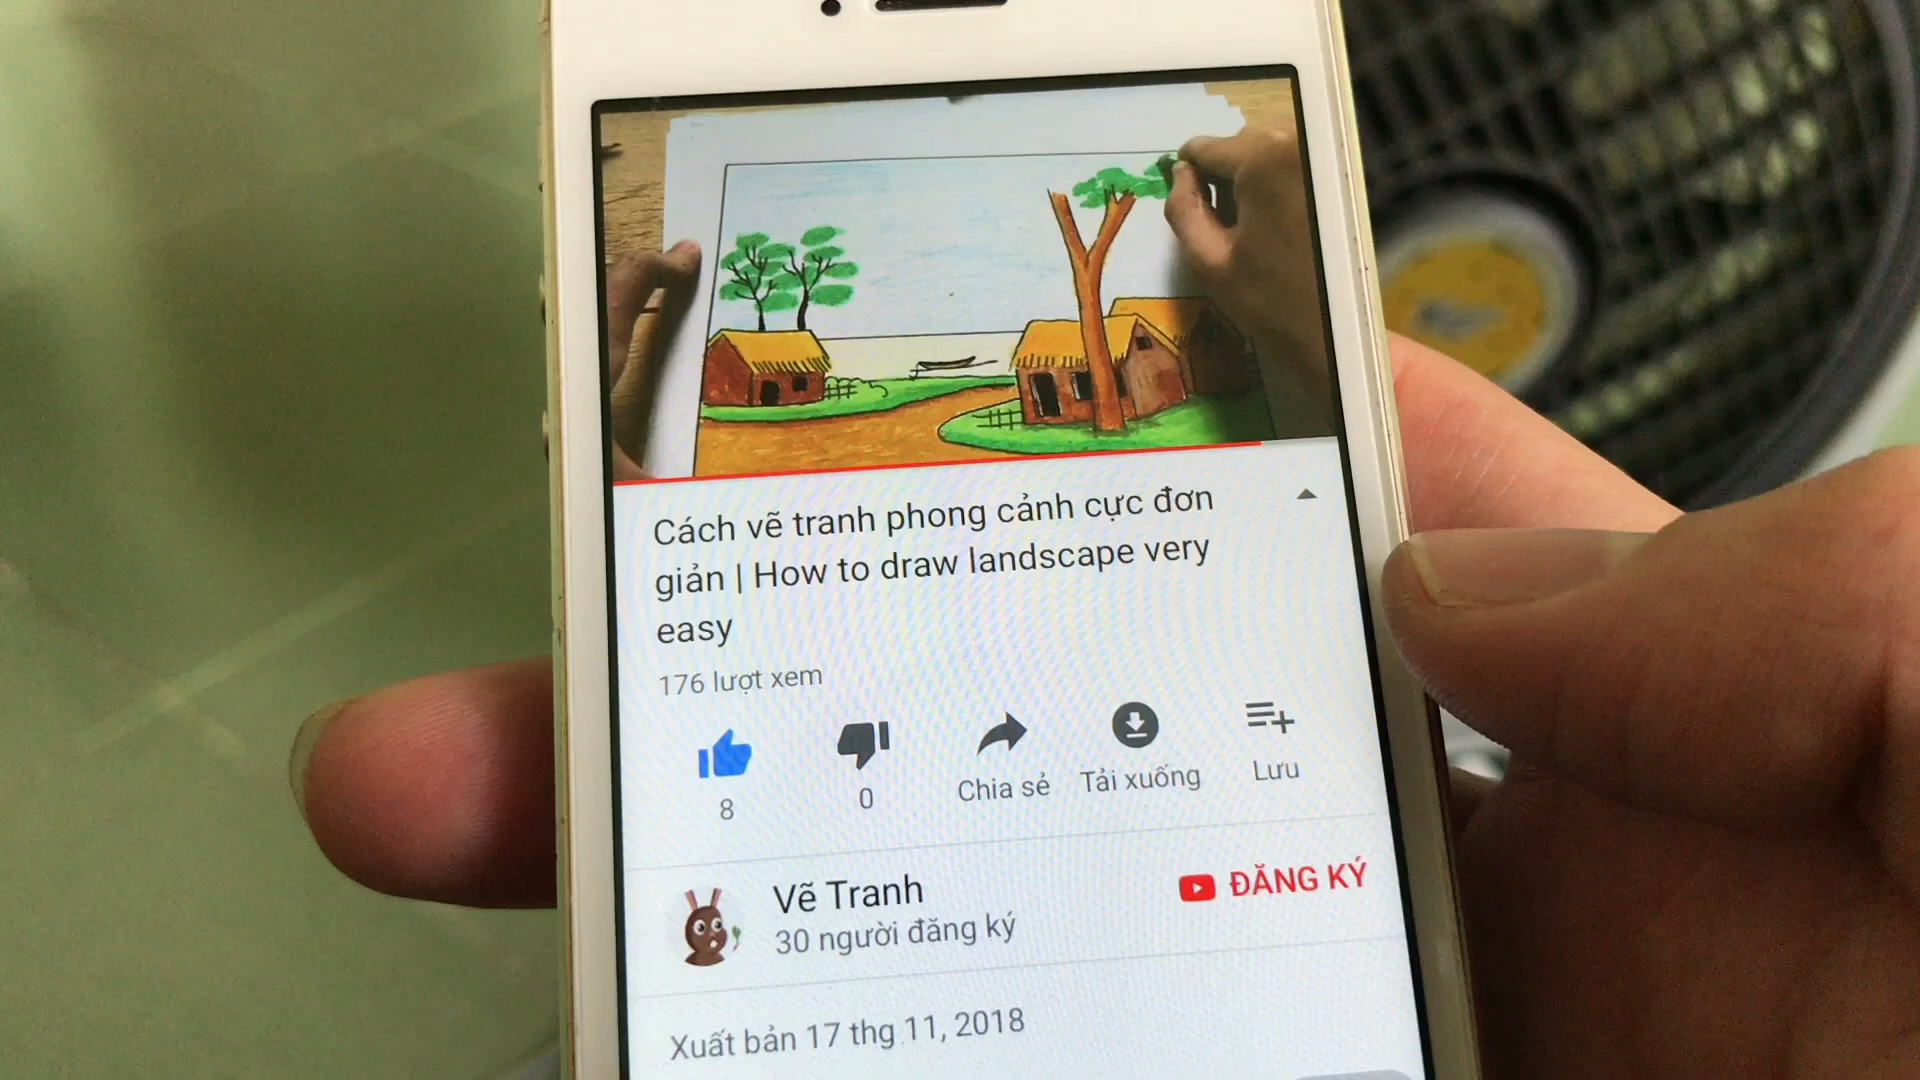 Cách vẽ tranh phong cảnh cực đơn
giản | How to draw landscape very
easy
176 lượt xem
8
0
Chia sẻ
Tải xuống
Lưu
Vẽ Tranh
30 người đăng ký
ĐĂNG KÝ
Xuất bản 17 thg 11, 2018